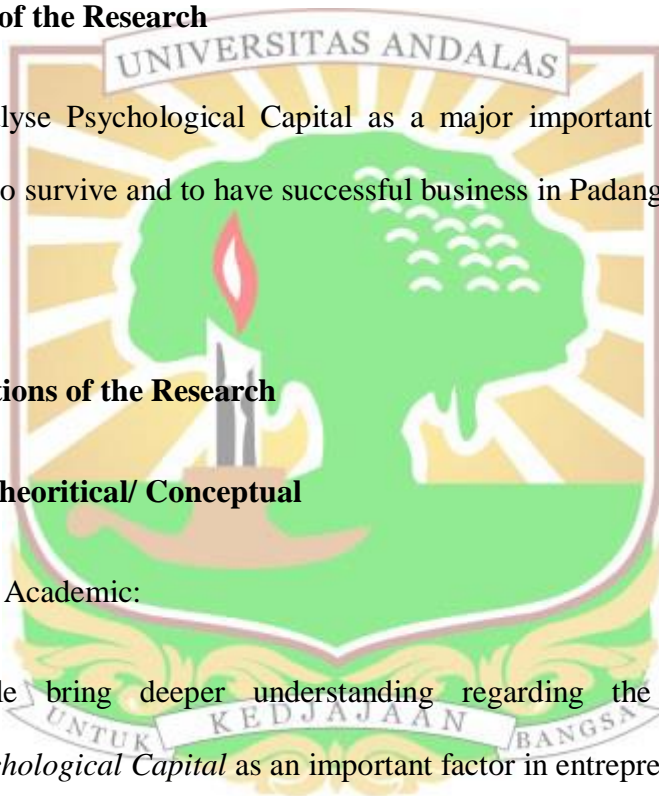 of the Research
UNIVERSITAS ANDALAS
lyse Psychological Capital as a major important
o survive and to have successful business in Padang
tions of the Research
heoritical/ Conceptual
Academic:
le bring deeper understanding regarding the
UNTUK KEDJAJAAN BANGSA
chological Capital as an important factor in entrepre